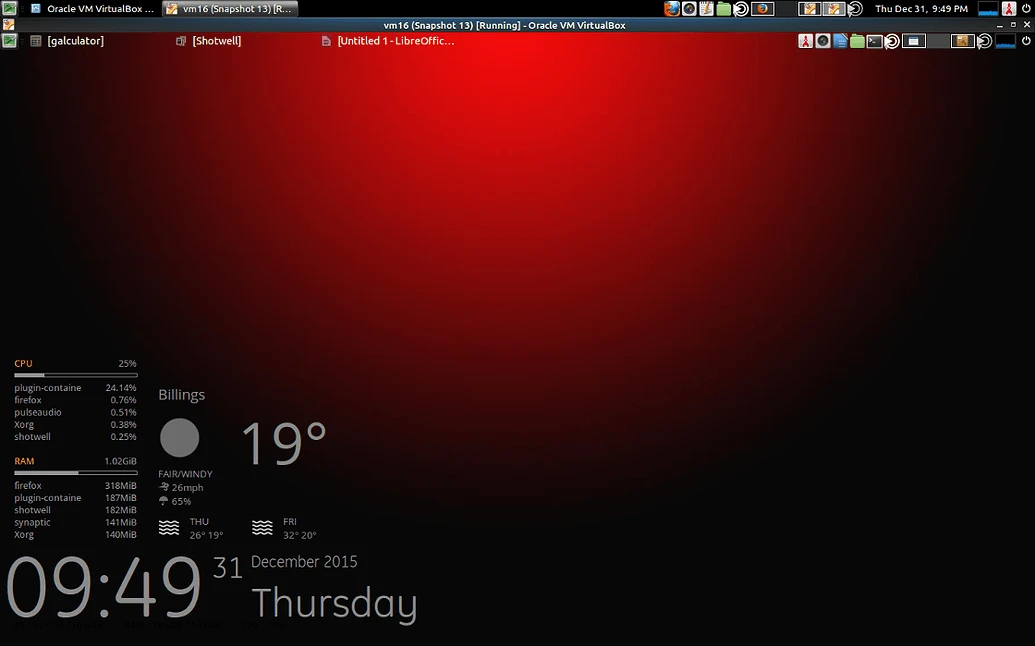 Oracle VM VirtualBox ... vm16 (Snapshot 13) [R... Thu Dec 31, 9:49 PM
vm16 (Snapshot 13) [Running] - Oracle VM VirtualBox
[galculator] [Shotwell] [Untitled 1 - LibreOffic...
CPU 25%
plugin-containe 24.14%
firefox 0.76%
pulseaudio 0.51%
Xorg 0.38%
shotwell 0.25%
RAM 1.02GiB
firefox 318MiB
plugin-containe 187MiB
shotwell 182MiB
synaptic 141MiB
Xorg 140MiB
Billings
19°
FAIR/WINDY
26mph
65%
THU FRI
26° 19° 32° 20°
09:49 31 December 2015
Thursday